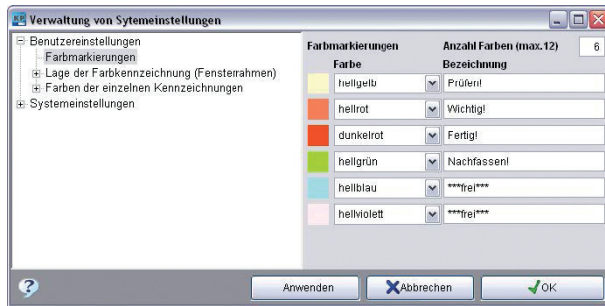 KP Verwaltung von Sytemeinstellungen
Benutzereinstellungen
Farbmarkierungen
Lage der Farbkennzeichnung (Fensterrahmen)
Farben der einzelnen Kennzeichnungen
Systemeinstellungen
Farbmarkierungen Anzahl Farben (max.12) 6
Farbe Bezeichnung
hellgelb Prüfen!
hellrot Wichtig!
dunkelrot Fertig!
hellgrün Nachfassen!
hellblau ***frei***
hellviolett ***frei***
? Anwenden Abbrechen OK